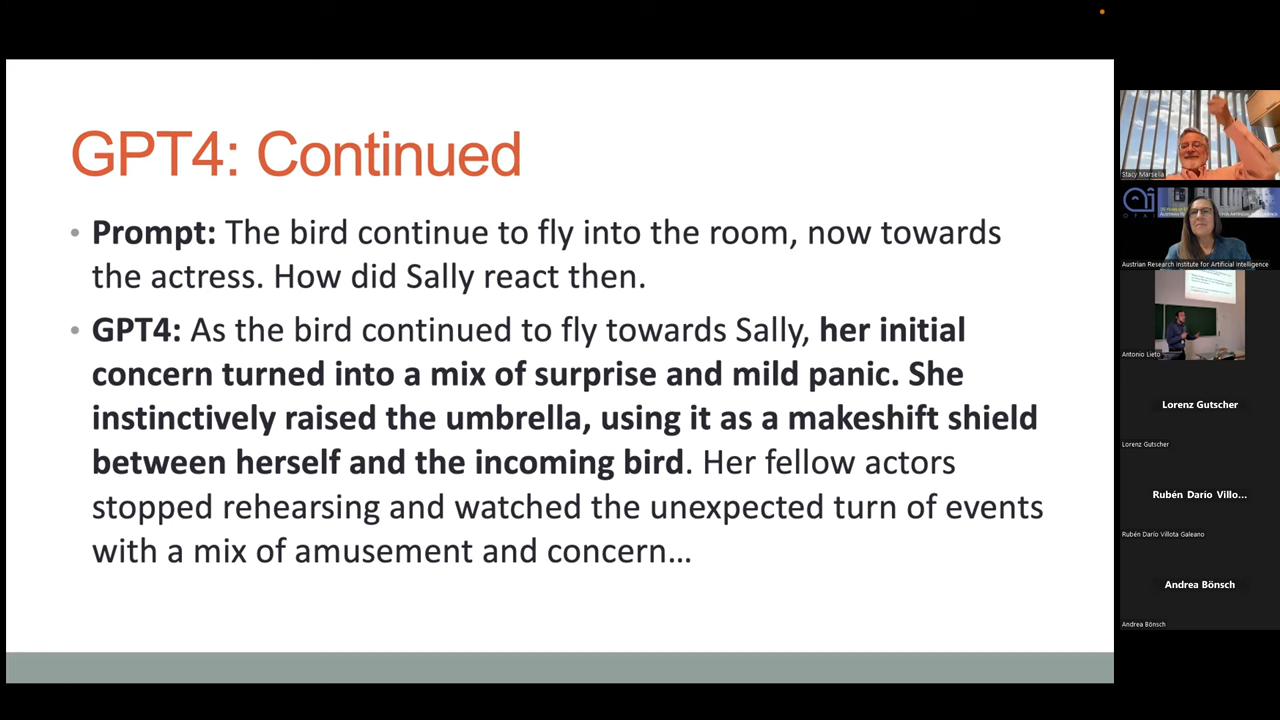 GPT4: Continued
• Prompt: The bird continue to fly into the room, now towards
the actress. How did Sally react then.
• GPT4: As the bird continued to fly towards Sally, her initial
concern turned into a mix of surprise and mild panic. She
instinctively raised the umbrella, using it as a makeshift shield
between herself and the incoming bird. Her fellow actors
stopped rehearsing and watched the unexpected turn of events
with a mix of amusement and concern…
Stacy Marsella
Austrian Research Institute for Artificial Intelligence
Antonio Lieto
Lorenz Gutscher
Lorenz Gutscher
Rubén Darío Villo...
Rubén Darío Villota Galeano
Andrea Bönsch
Andrea Bönsch